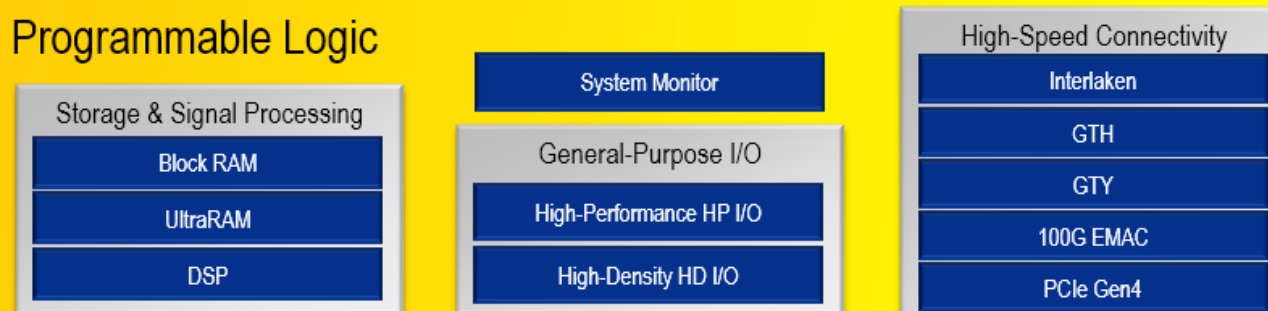 Programmable Logic
Storage & Signal Processing
Block RAM
UltraRAM
DSP
System Monitor
General-Purpose I/O
High-Performance HP I/O
High-Density HD I/O
High-Speed Connectivity
Interlaken
GTH
GTY
100G EMAC
PCIe Gen4